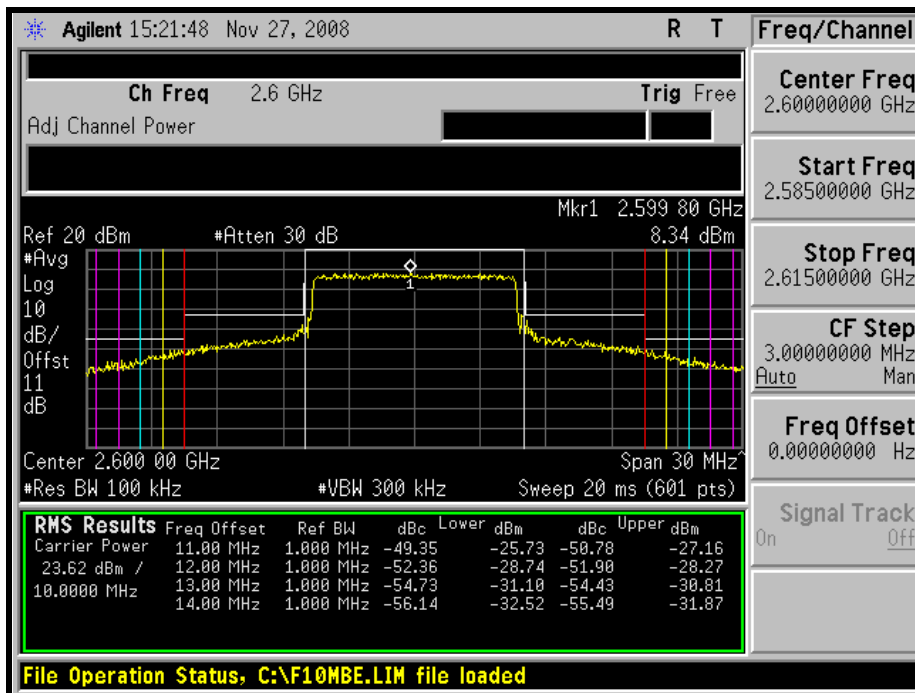 Agilent 15:21:48 Nov 27, 2008 R T
Ch Freq 2.6 GHz Trig Free
Adj Channel Power
Mkr1 2.599 80 GHz
Ref 20 dBm #Atten 30 dB 8.34 dBm
#Avg
Log
10
dB/
Offst
11
dB
1
Center 2.600 00 GHz Span 30 MHz^
#Res BW 100 kHz #VBW 300 kHz Sweep 20 ms (601 pts)
RMS Results Freq Offset Ref BW dBc Lower dBm dBc Upper dBm
Carrier Power 11.00 MHz 1.000 MHz -49.35 -25.73 -50.78 -27.16
23.62 dBm / 12.00 MHz 1.000 MHz -52.36 -28.74 -51.90 -28.27
10.0000 MHz 13.00 MHz 1.000 MHz -54.73 -31.10 -54.43 -30.81
14.00 MHz 1.000 MHz -56.14 -32.52 -55.49 -31.87
File Operation Status, C:\F10MBE.LIM file loaded
Freq/Channel
Center Freq
2.60000000 GHz
Start Freq
2.58500000 GHz
Stop Freq
2.61500000 GHz
CF Step
3.00000000 MHz
Auto Man
Freq Offset
0.00000000 Hz
Signal Track
On Off